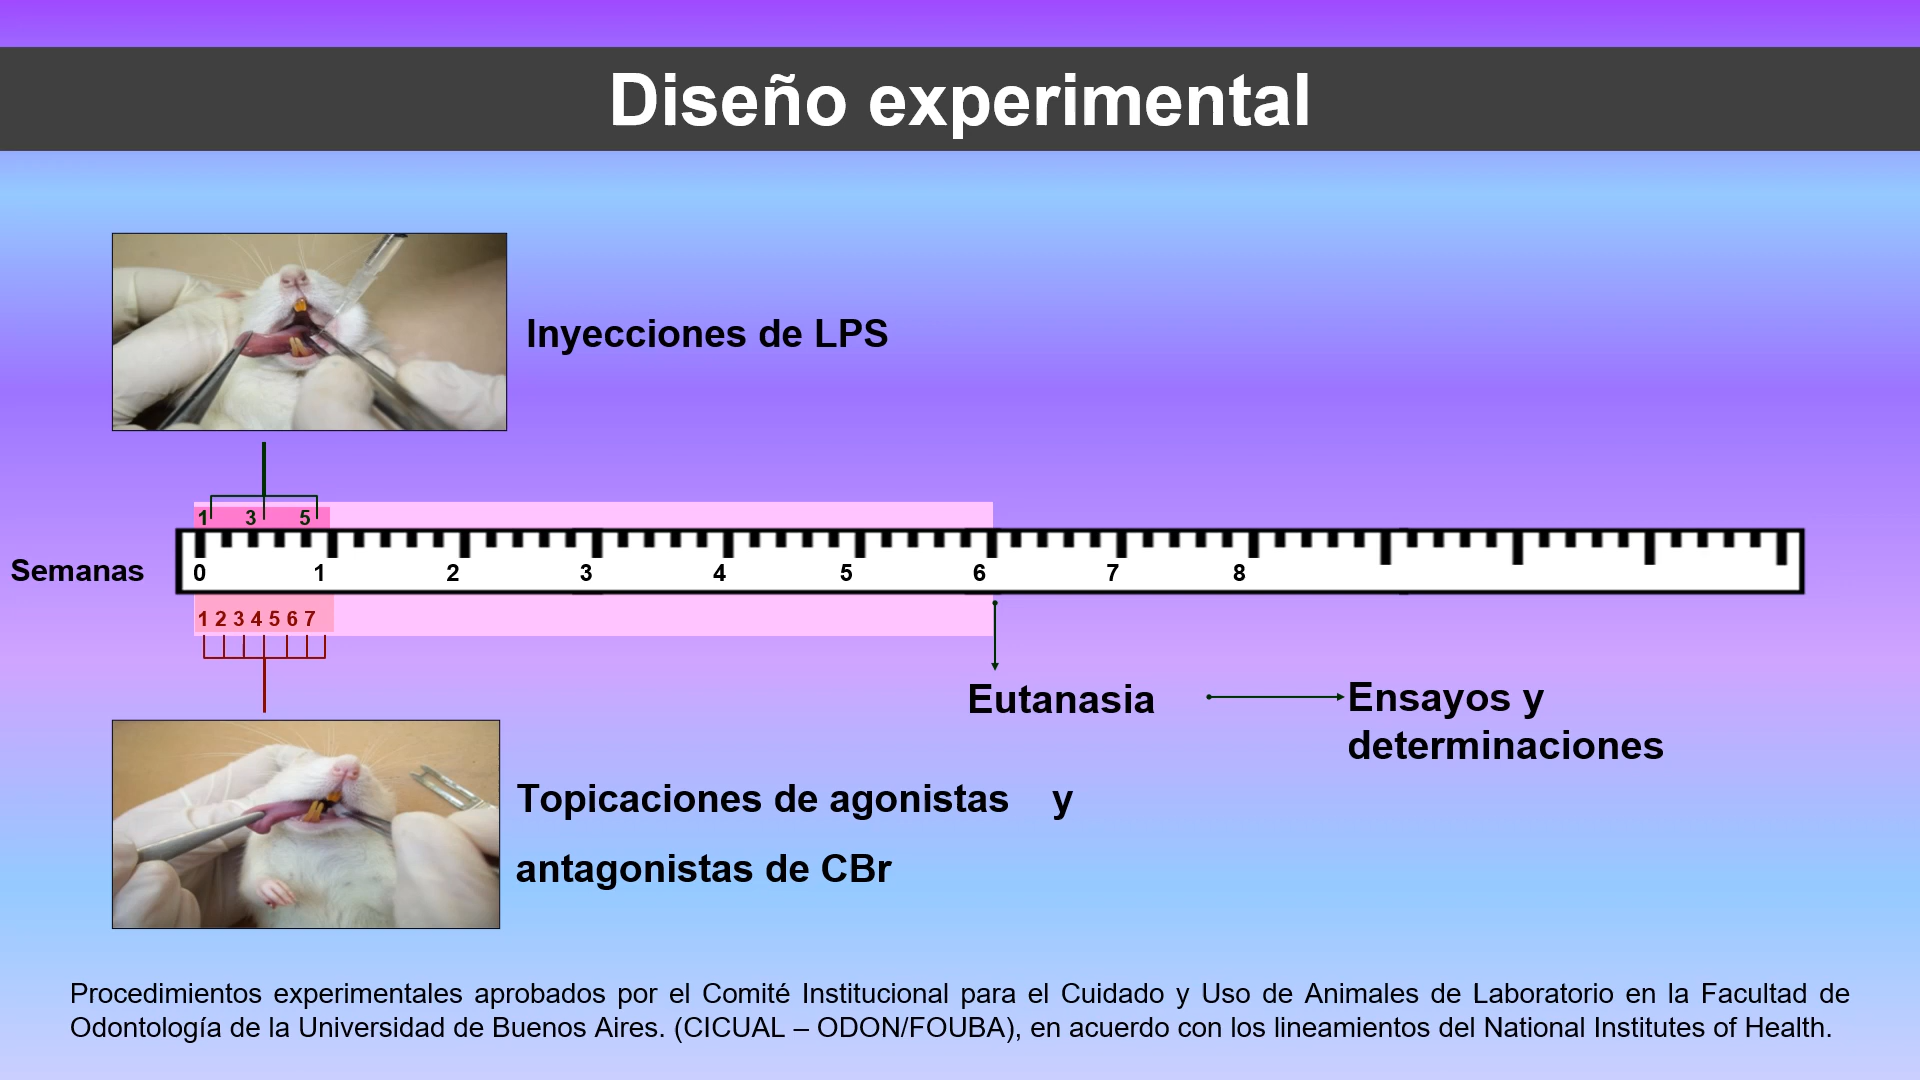 Diseño experimental
Inyecciones de LPS
1 3 5
Semanas
0 1 2 3 4 5 6 7 8
1 2 3 4 5 6 7
Eutanasia
Ensayos y
determinaciones
Topicaciones de agonistas y
antagonistas de CBr
Procedimientos experimentales aprobados por el Comité Institucional para el Cuidado y Uso de Animales de Laboratorio en la Facultad de
Odontología de la Universidad de Buenos Aires. (CICUAL – ODON/FOUBA), en acuerdo con los lineamientos del National Institutes of Health.